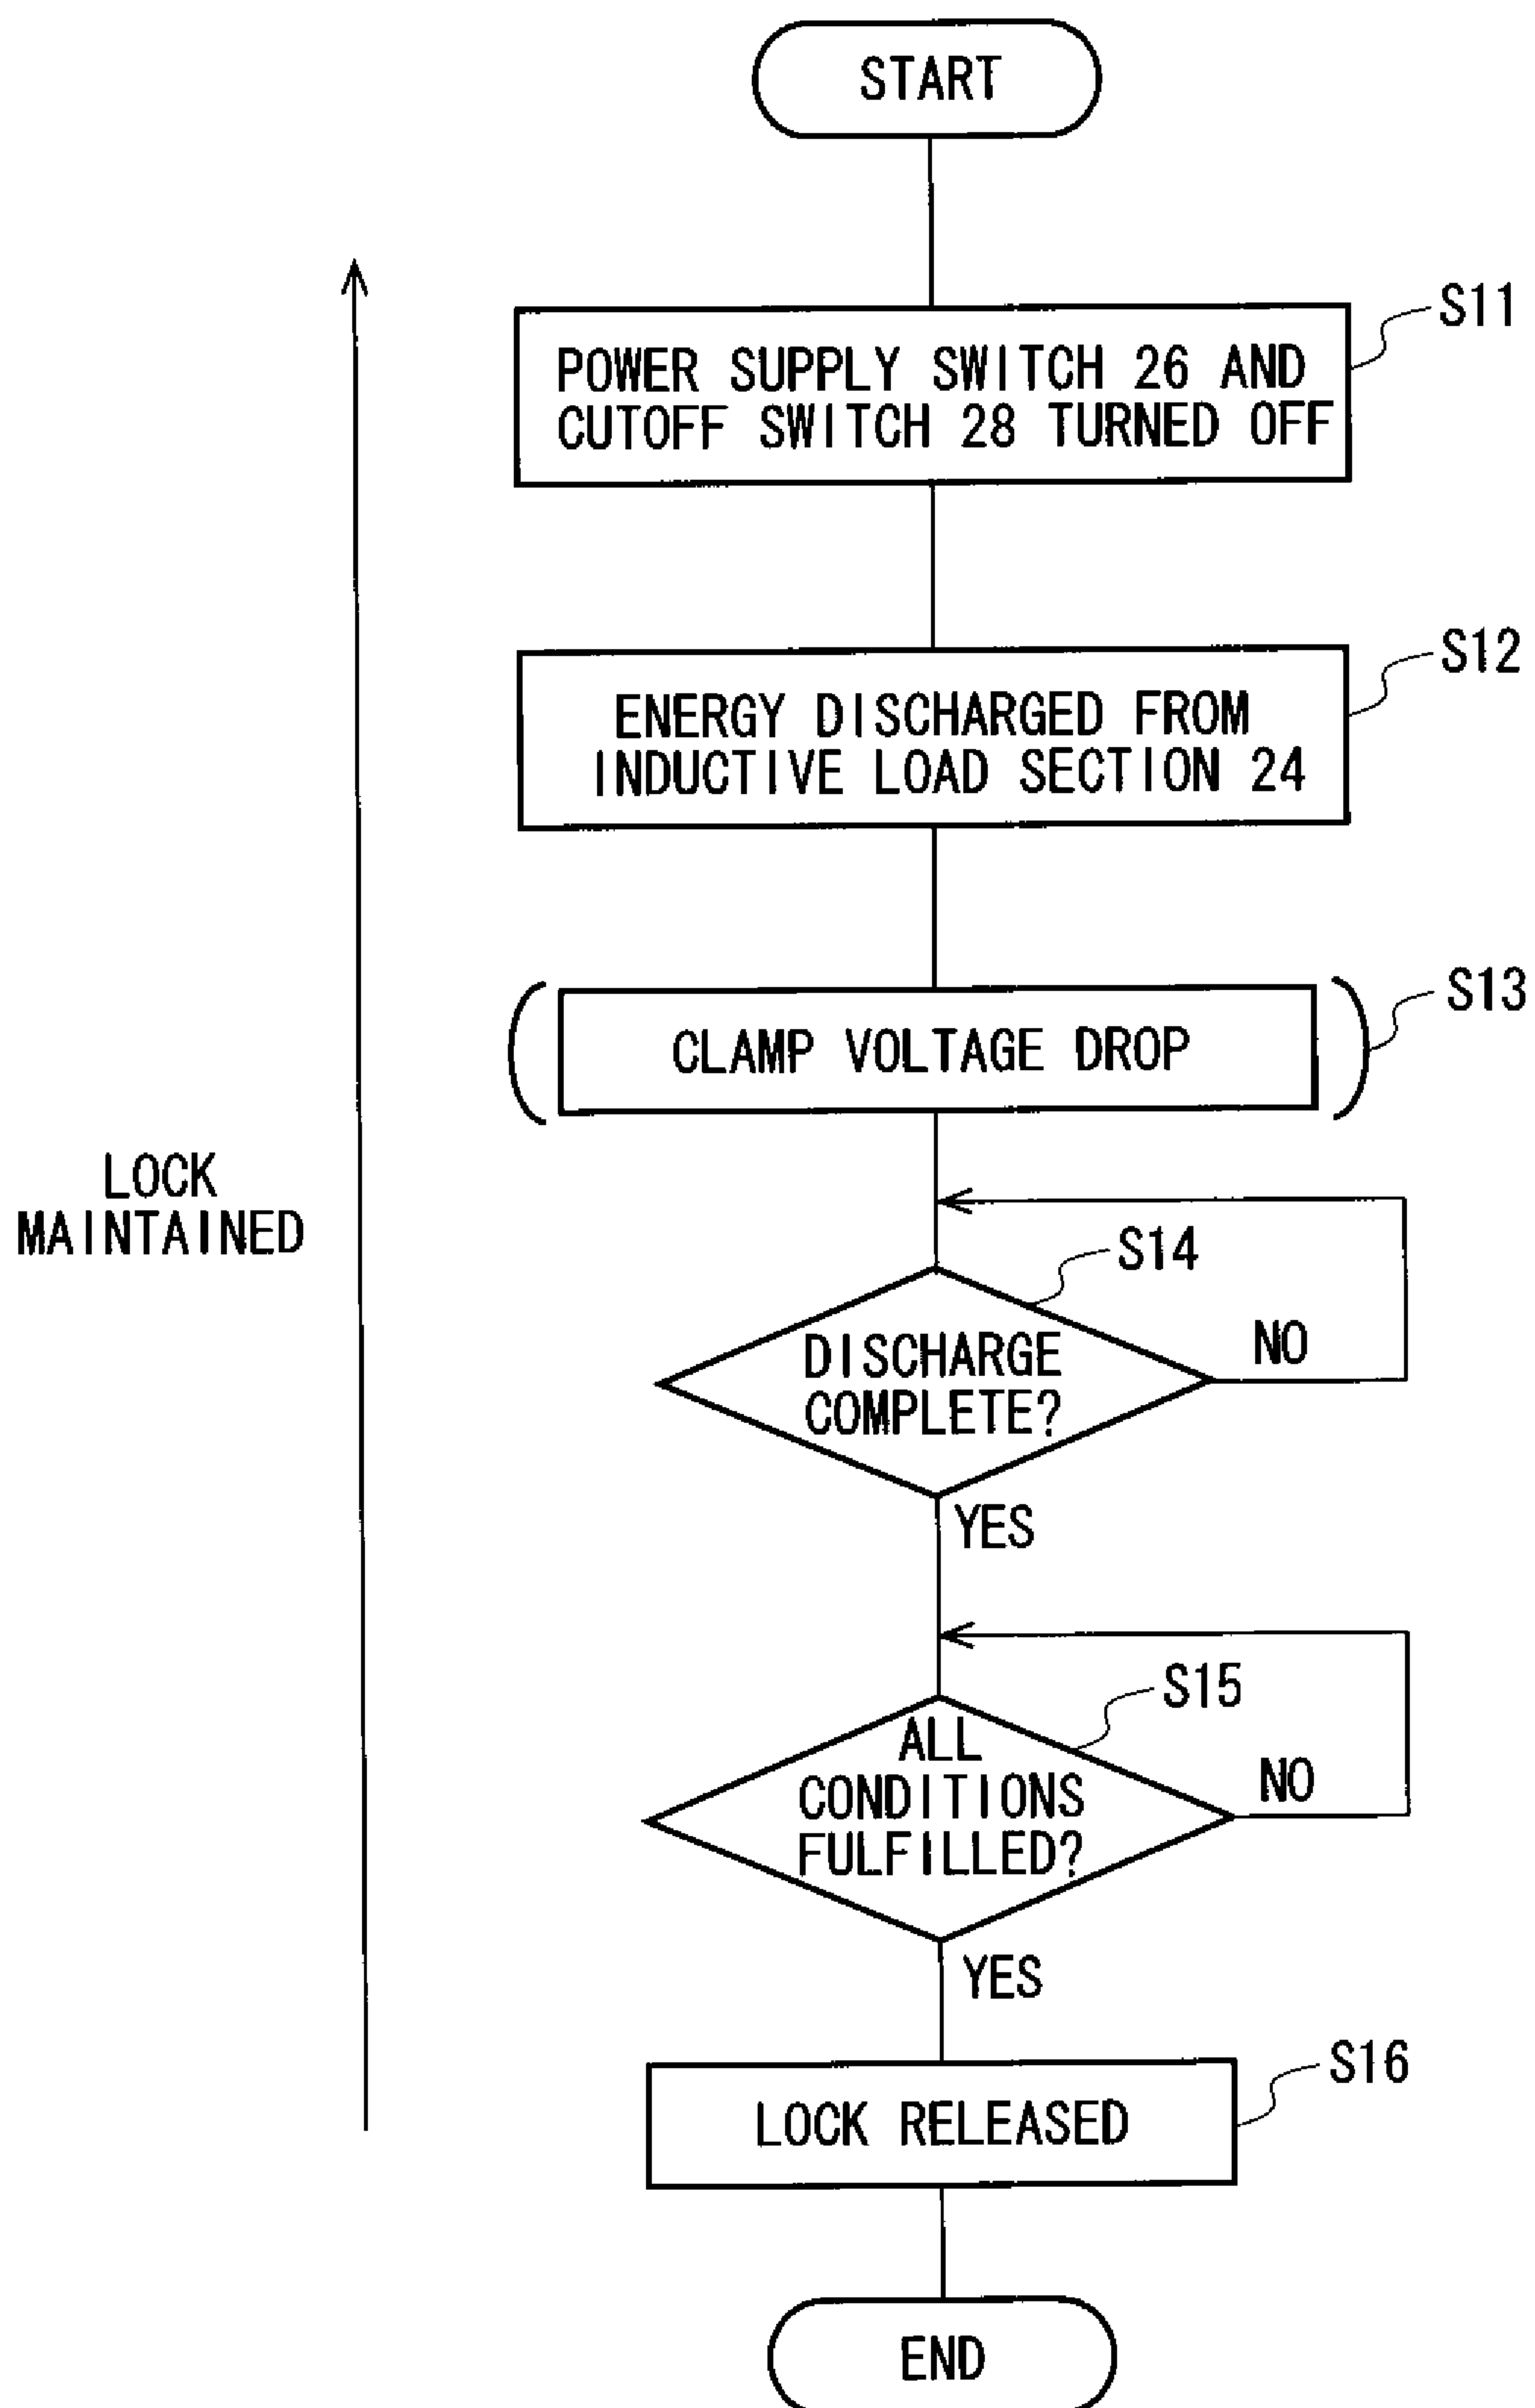 START
S11
POWER SUPPLY SWITCH 26 AND
CUTOFF SWITCH 28 TURNED OFF
S12
ENERGY DISCHARGED FROM
INDUCTIVE LOAD SECTION 24
S13
CLAMP VOLTAGE DROP
LOCK
MAINTAINED
S14
DISCHARGE
COMPLETE?
NO
YES
S15
ALL
CONDITIONS
FULFILLED?
NO
YES
S16
LOCK RELEASED
END